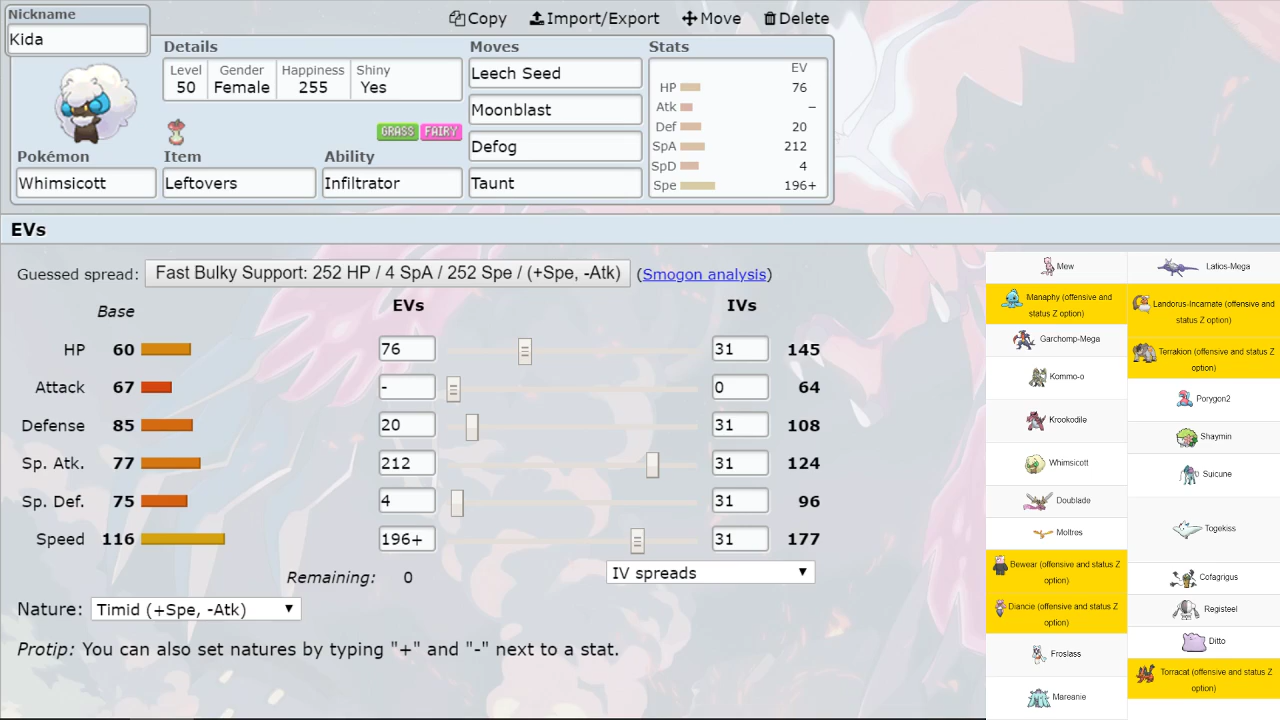 Nickname
Kida
Copy Import/Export Move Delete
Details
Level Gender Happiness Shiny
50 Female 255 Yes
GRASS FAIRY
Pokémon Item Ability
Whimsicott Leftovers Infiltrator
Moves
Leech Seed
Moonblast
Defog
Taunt
Stats
EV
HP 76
Atk –
Def 20
SpA 212
SpD 4
Spe 196+
EVs
Guessed spread: Fast Bulky Support: 252 HP / 4 SpA / 252 Spe / (+Spe, -Atk) (Smogon analysis)
Base EVs IVs
HP 60 76 31 145
Attack 67 - 0 64
Defense 85 20 31 108
Sp. Atk. 77 212 31 124
Sp. Def. 75 4 31 96
Speed 116 196+ 31 177
Remaining: 0 IV spreads
Nature: Timid (+Spe, -Atk)
Protip: You can also set natures by typing "+" and "-" next to a stat.
Mew
Manaphy (offensive and
status Z option)
Garchomp-Mega
Kommo-o
Krookodile
Whimsicott
Doublade
Moltres
Bewear (offensive and status Z
option)
Diancie (offensive and status Z
option)
Froslass
Mareanie
Latios-Mega
Landorus-Incarnate (offensive and
status Z option)
Terrakion (offensive and status Z
option)
Porygon2
Shaymin
Suicune
Togekiss
Cofagrigus
Registeel
Ditto
Torracat (offensive and status Z
option)